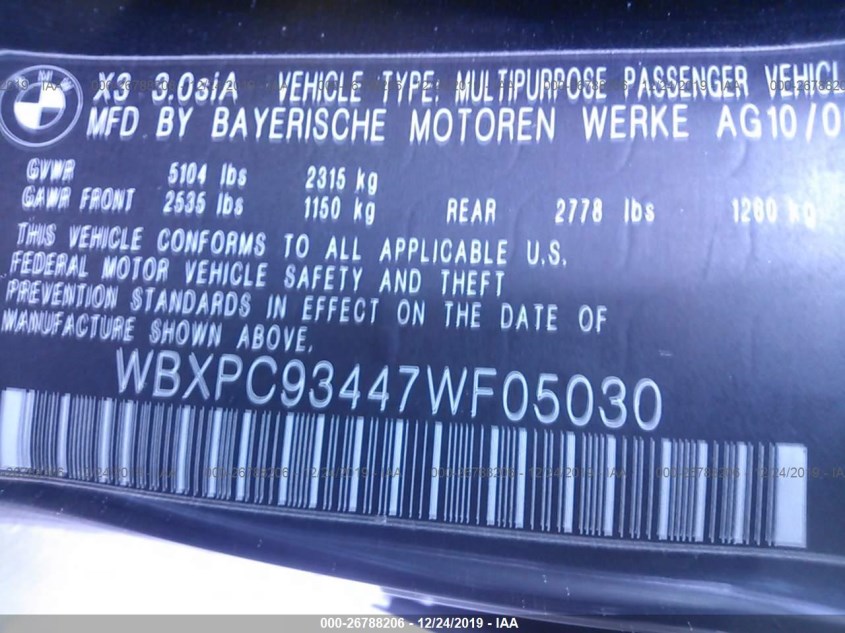 X3 3.0siA VEHICLE TYPE: MULTIPURPOSE PASSENGER VEHICL
MFD BY BAYERISCHE MOTOREN WERKE AG 10/0
GVWR 5104 lbs 2315 kg
GAWR FRONT 2535 lbs 1150 kg REAR 2778 lbs 1260 kg
THIS VEHICLE CONFORMS TO ALL APPLICABLE U.S.
FEDERAL MOTOR VEHICLE SAFETY AND THEFT
PREVENTION STANDARDS IN EFFECT ON THE DATE OF
MANUFACTURE SHOWN ABOVE.
WBXPC93447WF05030
000-26788206 - 12/24/2019 - IAA